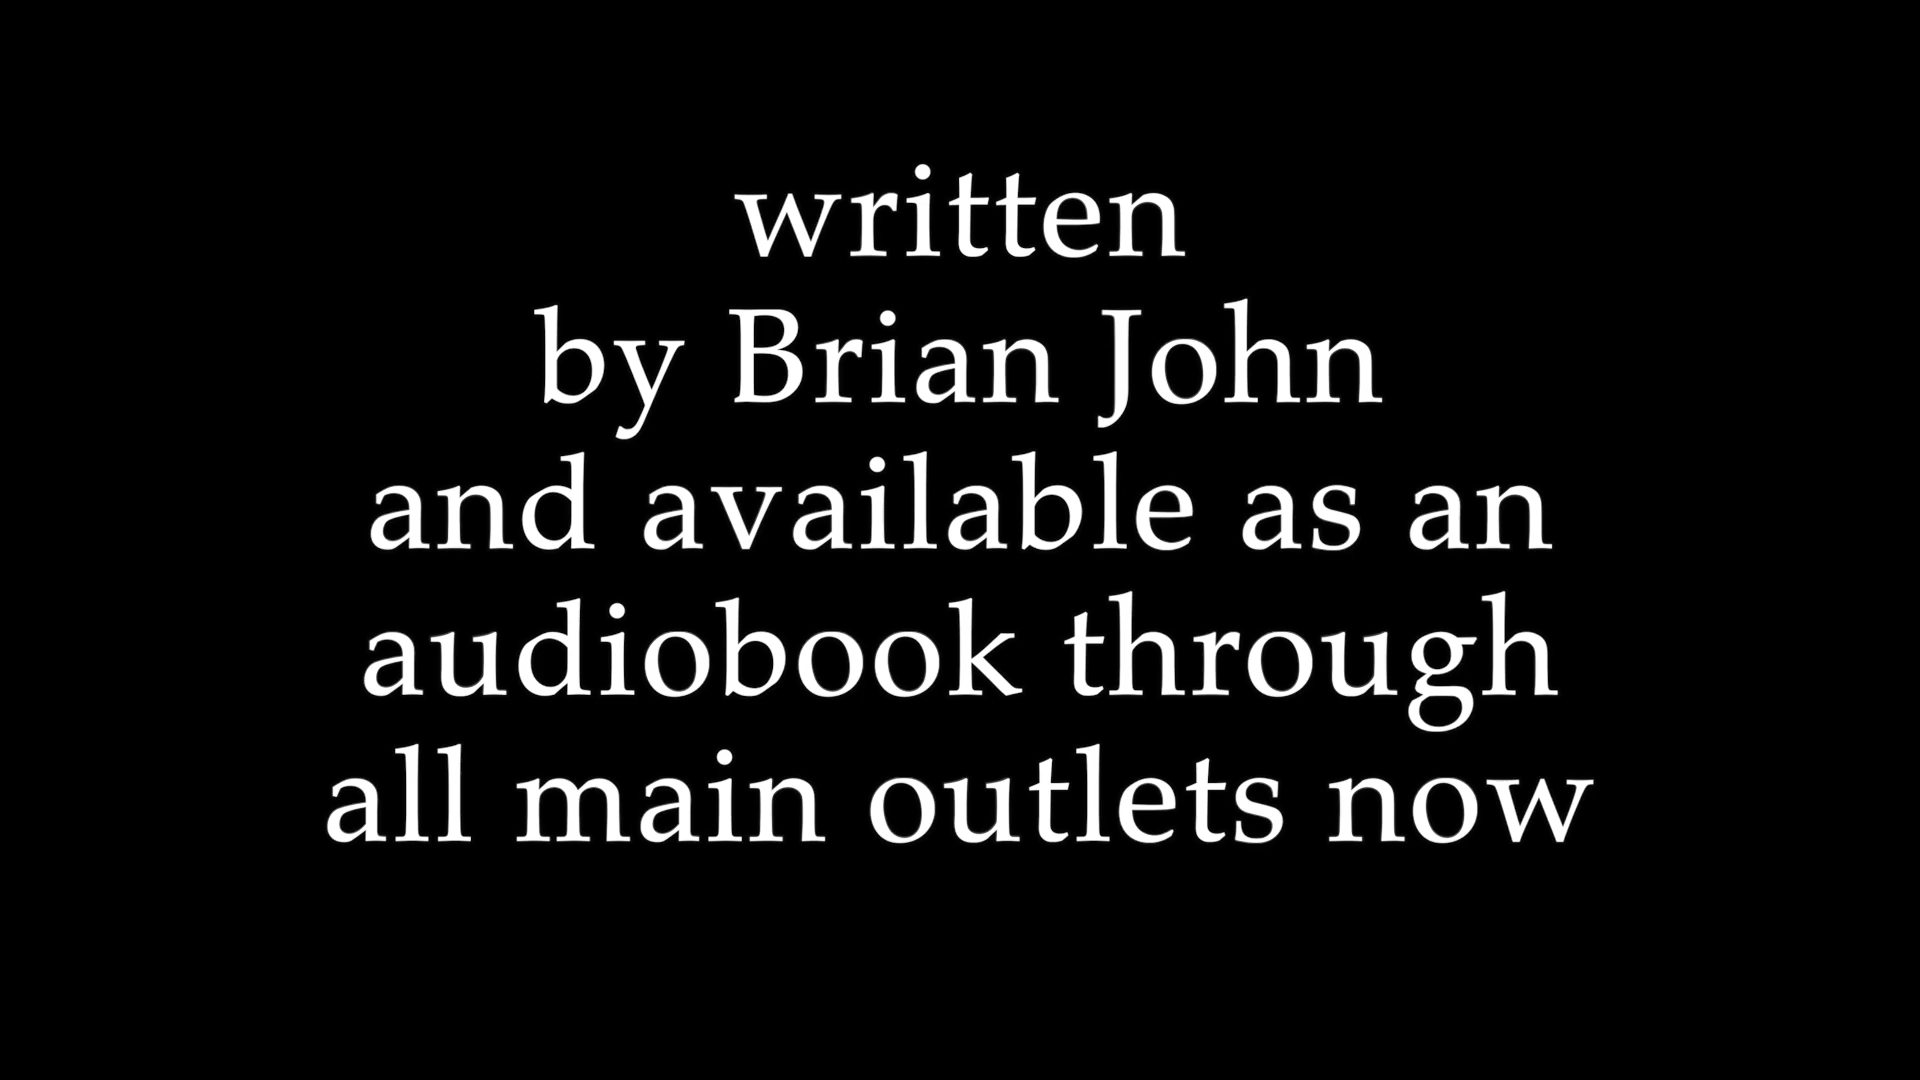 written
by Brian John
and available as an
audiobook through
all main outlets now